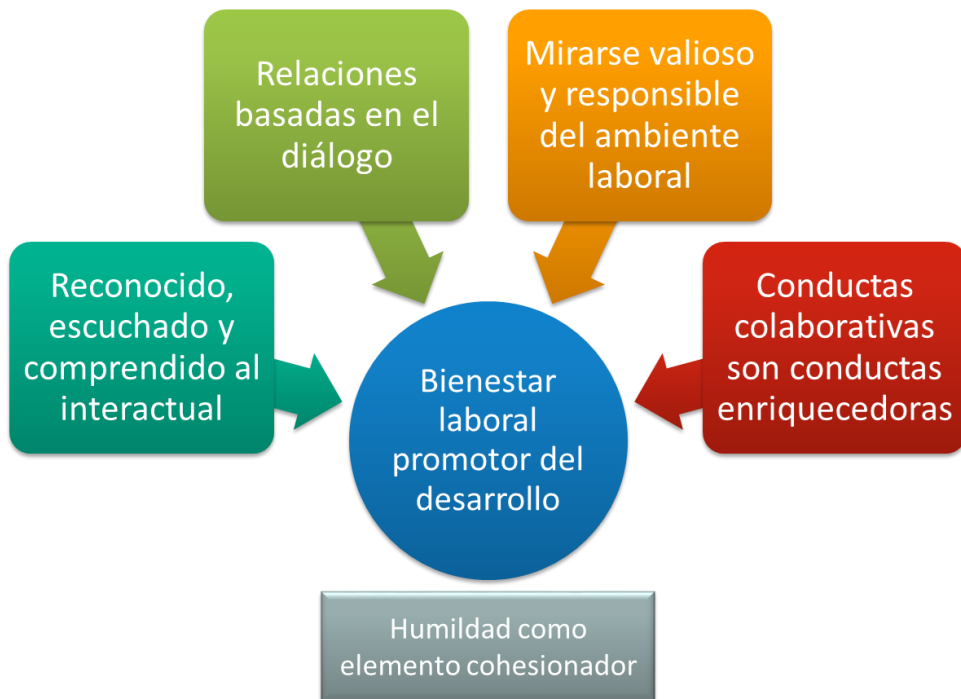 Relaciones
basadas en el
diálogo
Mirarse valioso
y responsible
del ambiente
laboral
Reconocido,
escuchado y
comprendido al
interactual
Conductas
colaborativas
son conductas
enriquecedoras
Bienestar
laboral
promotor del
desarrollo
Humildad como
elemento cohesionador